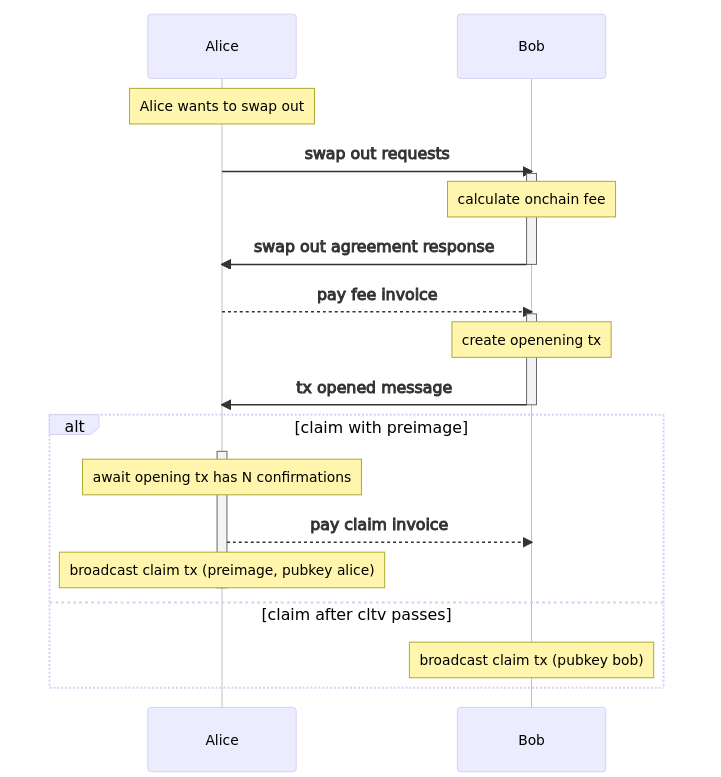 Alice
Bob
Alice wants to swap out
swap out requests
calculate onchain fee
swap out agreement response
pay fee invoice
create openening tx
tx opened message
alt
[claim with preimage]
await opening tx has N confirmations
pay claim invoice
broadcast claim tx (preimage, pubkey alice)
[claim after cltv passes]
broadcast claim tx (pubkey bob)
Alice
Bob